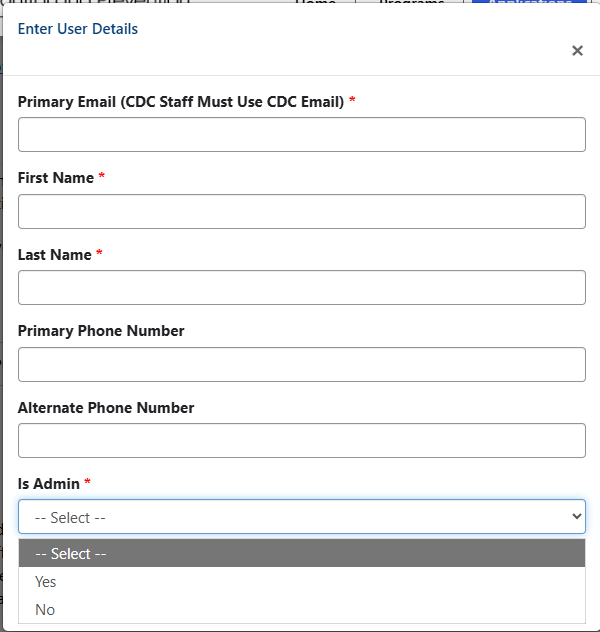 Home
Programs
Applications
Enter User Details
×
Primary Email (CDC Staff Must Use CDC Email) *
First Name *
Last Name *
Primary Phone Number
Alternate Phone Number
Is Admin *
-- Select --
-- Select --
Yes
No